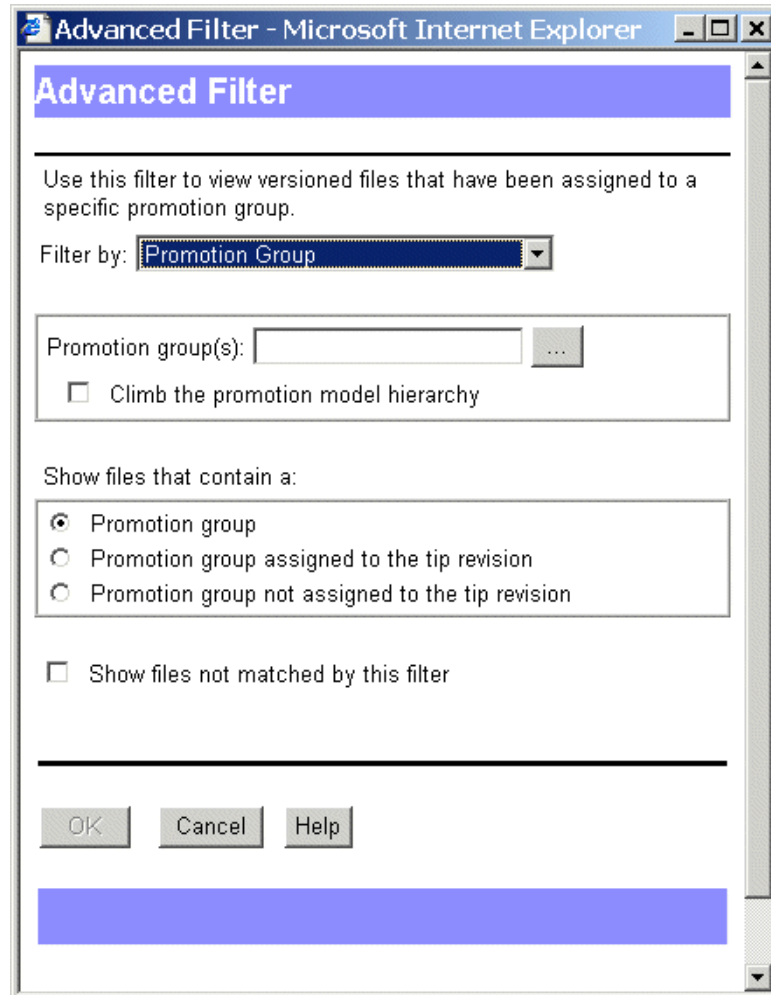 Advanced Filter - Microsoft Internet Explorer
Advanced Filter
Use this filter to view versioned files that have been assigned to a
specific promotion group.
Filter by: Promotion Group
Promotion group(s): ...
Climb the promotion model hierarchy
Show files that contain a:
Promotion group
Promotion group assigned to the tip revision
Promotion group not assigned to the tip revision
Show files not matched by this filter
OK Cancel Help